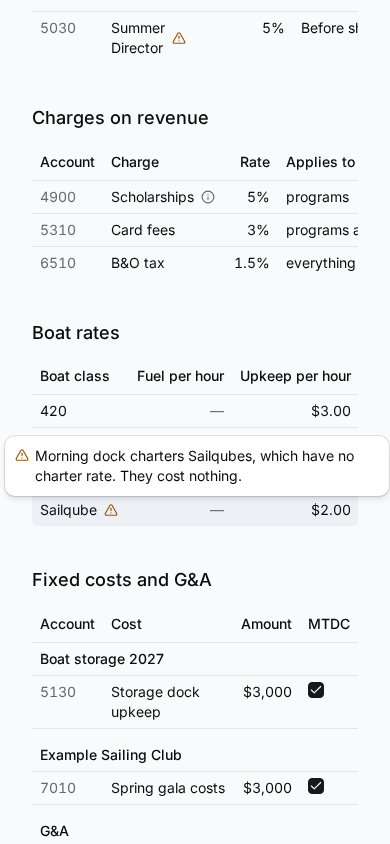 5030 Summer Director 5% Before sh
Charges on revenue
Account Charge Rate Applies to
4900 Scholarships 5% programs
5310 Card fees 3% programs a
6510 B&O tax 1.5% everything
Boat rates
Boat class Fuel per hour Upkeep per hour
420 — $3.00
Morning dock charters Sailqubes, which have no
charter rate. They cost nothing.
Sailqube — $2.00
Fixed costs and G&A
Account Cost Amount MTDC
Boat storage 2027
5130 Storage dock upkeep $3,000
Example Sailing Club
7010 Spring gala costs $3,000
G&A